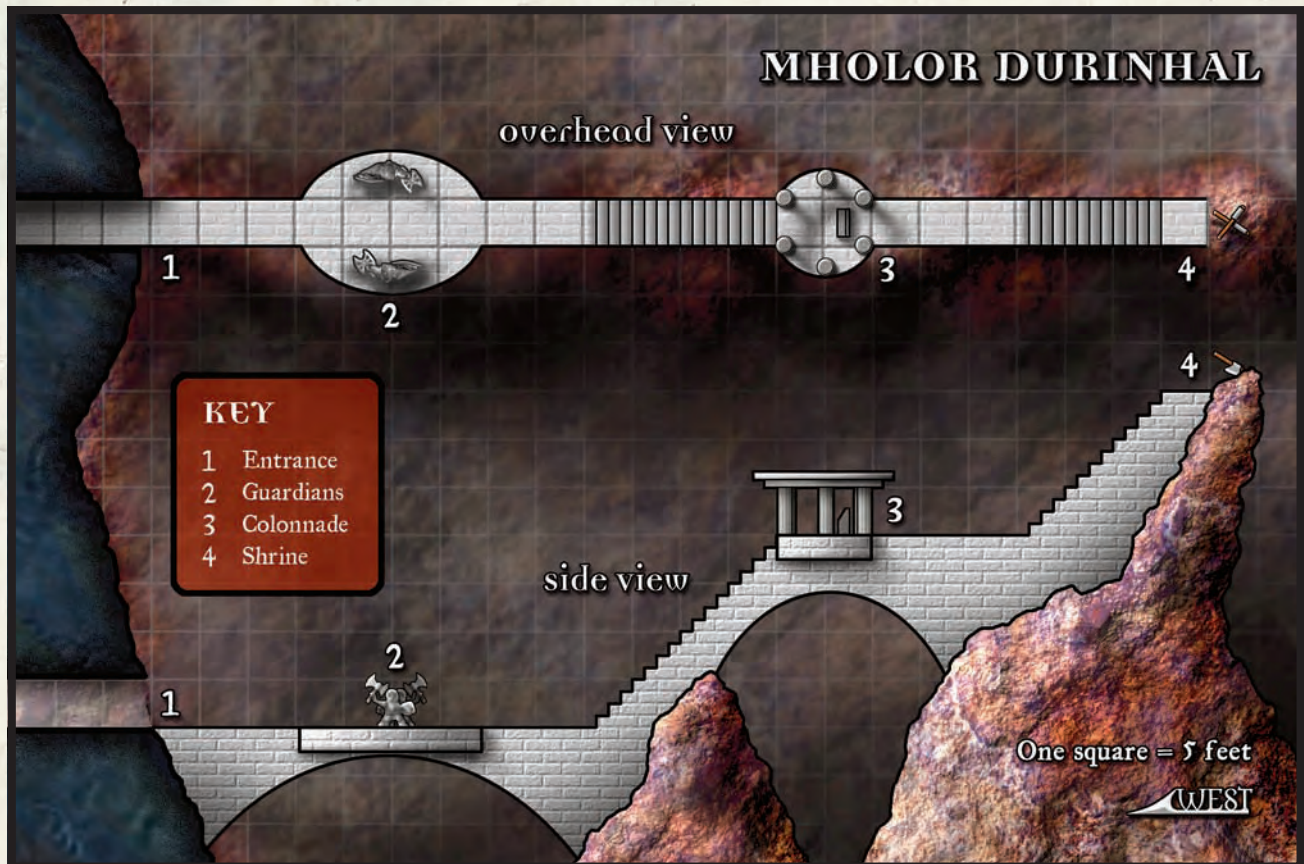 MHOLOR DURINHAL
overhead view
1
2
3
4
4
KEY
1 Entrance
2 Guardians
3 Colonnade
4 Shrine
3
side view
2
1
One square = 5 feet
WEST